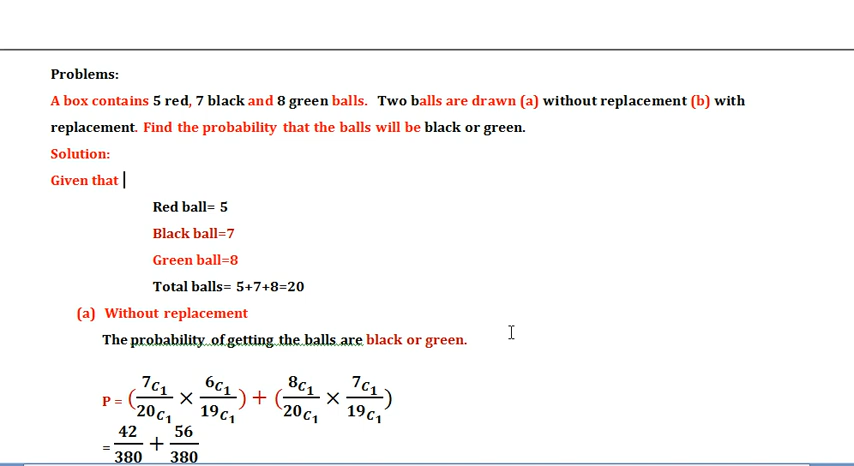 Problems:
A box contains 5 red, 7 black and 8 green balls. Two balls are drawn (a) without replacement (b) with
replacement. Find the probability that the balls will be black or green.
Solution:
Given that
Red ball= 5
Black ball=7
Green ball=8
Total balls= 5+7+8=20
(a) Without replacement
The probability of getting the balls are black or green.
P = (7C₁/20C₁ × 6C₁/19C₁) + (8C₁/20C₁ × 7C₁/19C₁)
= 42/380 + 56/380